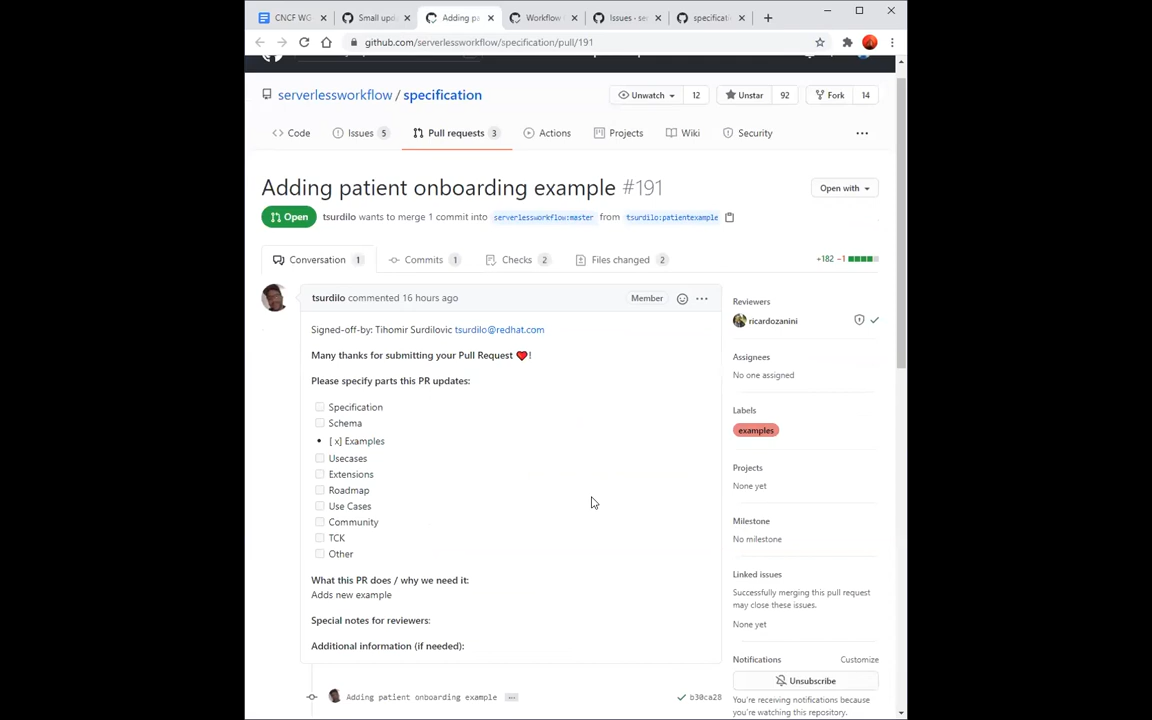 CNCF WG
Small upd
Adding pa
Workflow
Issues - se
specificati
github.com/serverlessworkflow/specification/pull/191
serverlessworkflow / specification
Unwatch 12
Unstar 92
Fork 14
Code
Issues 5
Pull requests 3
Actions
Projects
Wiki
Security
Adding patient onboarding example #191
Open with
Open tsurdilo wants to merge 1 commit into serverlessworkflow:master from tsurdilo:patientexample
Conversation 1
Commits 1
Checks 2
Files changed 2
+182 −1
tsurdilo commented 16 hours ago
Member
Signed-off-by: Tihomir Surdilovic tsurdilo@redhat.com
Many thanks for submitting your Pull Request ❤️!
Please specify parts this PR updates:
Specification
Schema
[ x] Examples
Usecases
Extensions
Roadmap
Use Cases
Community
TCK
Other
What this PR does / why we need it:
Adds new example
Special notes for reviewers:
Additional information (if needed):
Adding patient onboarding example
b30ca28
Reviewers
ricardozanini
Assignees
No one assigned
Labels
examples
Projects
None yet
Milestone
No milestone
Linked issues
Successfully merging this pull request
may close these issues.
None yet
Notifications
Customize
Unsubscribe
You're receiving notifications because
you're watching this repository.